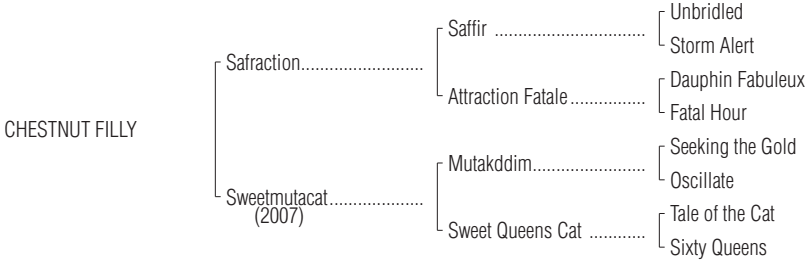 Unbridled
Saffir ..............................
Storm Alert
Safraction........................
Dauphin Fabuleux
Attraction Fatale...............
Fatal Hour
CHESTNUT FILLY
Seeking the Gold
Mutakddim.......................
Oscillate
Sweetmutacat...................
(2007)
Tale of the Cat
Sweet Queens Cat ............
Sixty Queens